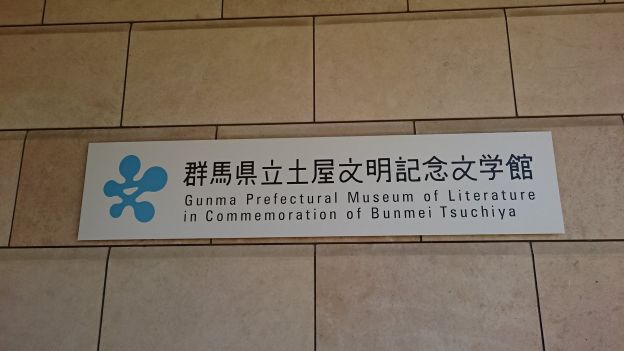 群馬県立土屋文明記念文学館
Gunma Prefectural Museum of Literature
in Commemoration of Bunmei Tsuchiya